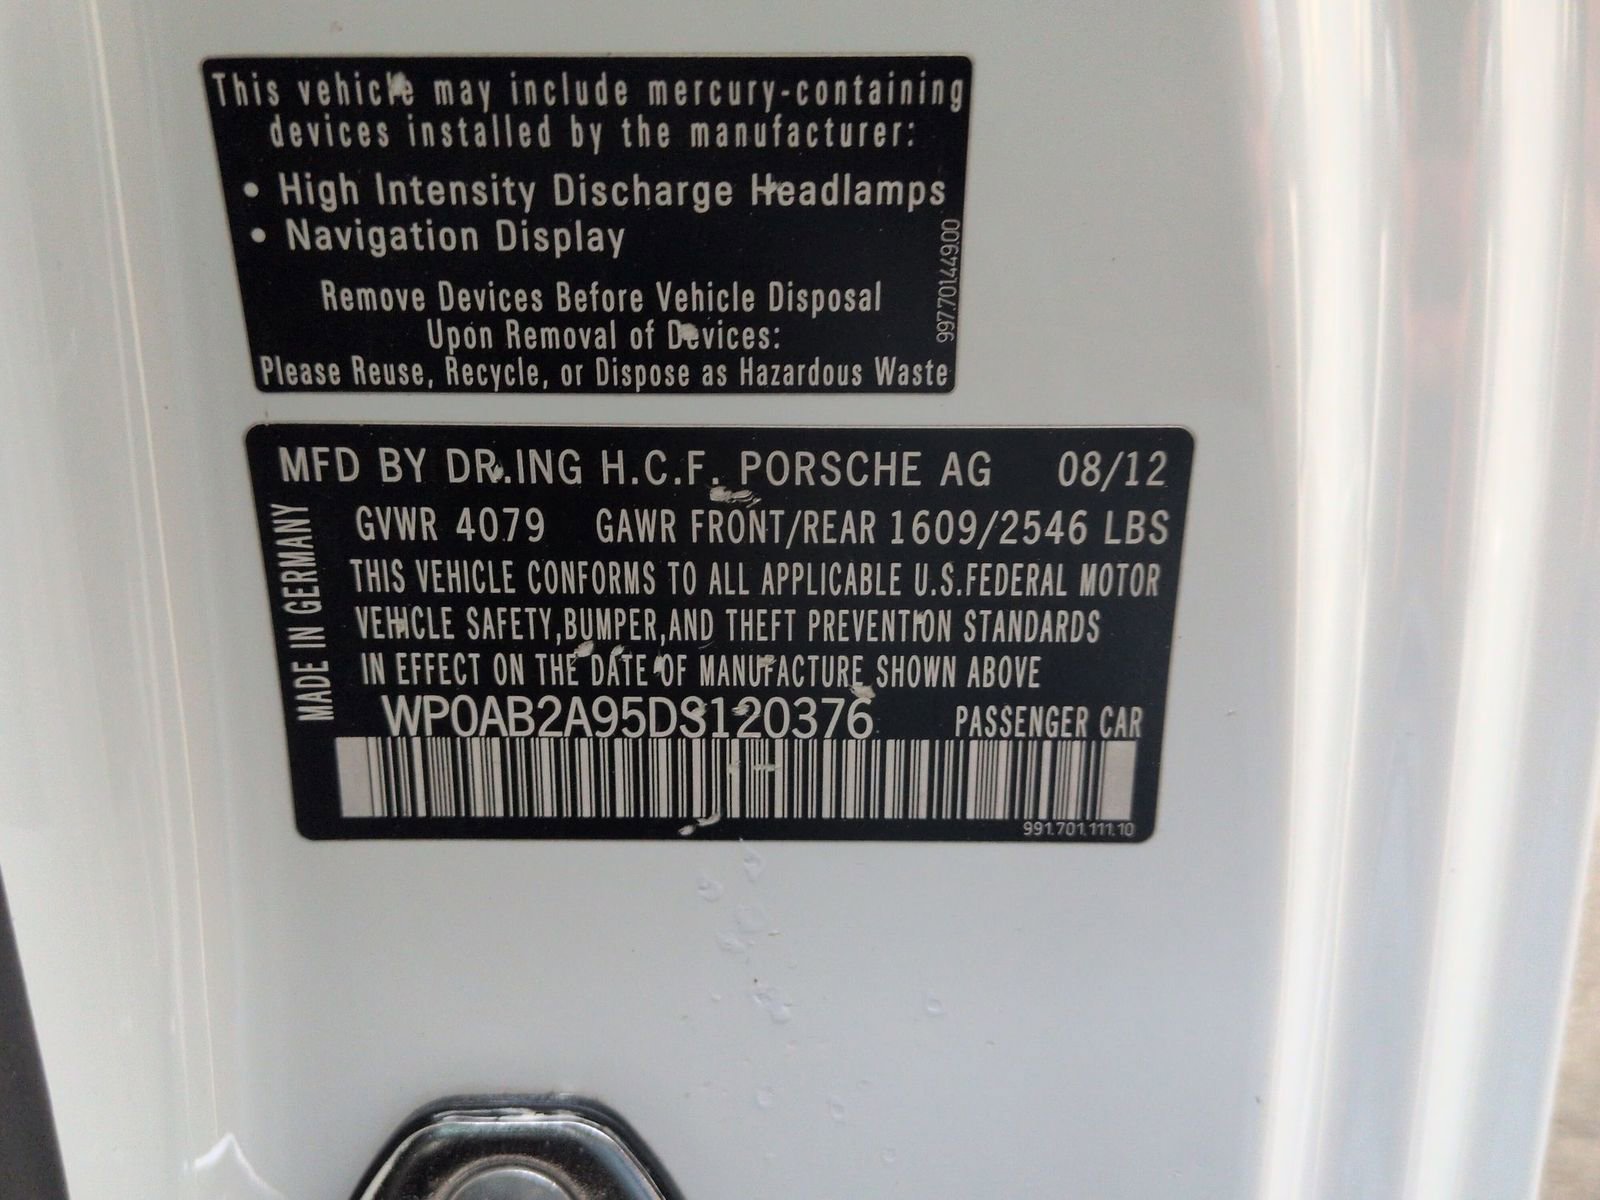 This vehicle may include mercury-containing
devices installed by the manufacturer:
• High Intensity Discharge Headlamps
• Navigation Display
Remove Devices Before Vehicle Disposal
Upon Removal of Devices:
Please Reuse, Recycle, or Dispose as Hazardous Waste
997.701.449.00
MFD BY DR.ING H.C.F. PORSCHE AG 08/12
GVWR 4079 GAWR FRONT/REAR 1609/2546 LBS
THIS VEHICLE CONFORMS TO ALL APPLICABLE U.S.FEDERAL MOTOR
VEHICLE SAFETY,BUMPER,AND THEFT PREVENTION STANDARDS
IN EFFECT ON THE DATE OF MANUFACTURE SHOWN ABOVE
WP0AB2A95DS120376 PASSENGER CAR
MADE IN GERMANY
991.701.111.10